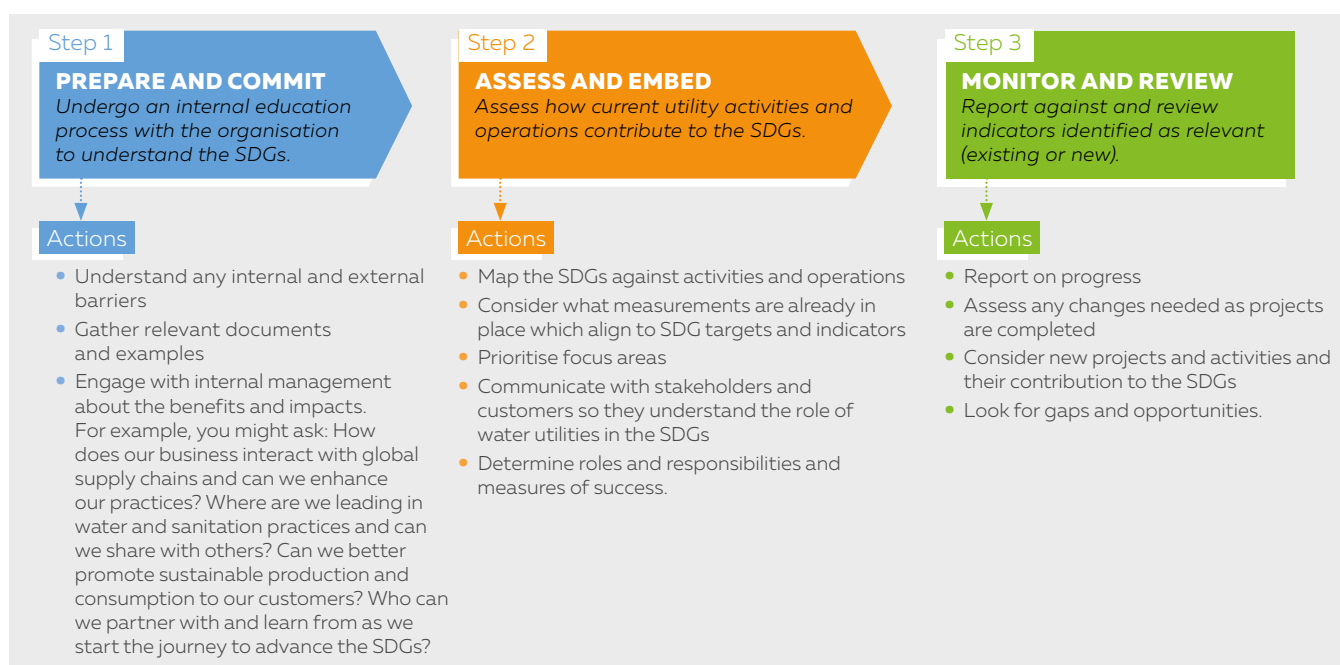 Step 1
PREPARE AND COMMIT
Undergo an internal education
process with the organisation
to understand the SDGs.
Actions
• Understand any internal and external
barriers
• Gather relevant documents
and examples
• Engage with internal management
about the benefits and impacts.
For example, you might ask: How
does our business interact with global
supply chains and can we enhance
our practices? Where are we leading in
water and sanitation practices and can
we share with others? Can we better
promote sustainable production and
consumption to our customers? Who can
we partner with and learn from as we
start the journey to advance the SDGs?
Step 2
ASSESS AND EMBED
Assess how current utility activities and
operations contribute to the SDGs.
Actions
• Map the SDGs against activities and operations
• Consider what measurements are already in
place which align to SDG targets and indicators
• Prioritise focus areas
• Communicate with stakeholders and
customers so they understand the role of
water utilities in the SDGs
• Determine roles and responsibilities and
measures of success.
Step 3
MONITOR AND REVIEW
Report against and review
indicators identified as relevant
(existing or new).
Actions
• Report on progress
• Assess any changes needed as projects
are completed
• Consider new projects and activities and
their contribution to the SDGs
• Look for gaps and opportunities.